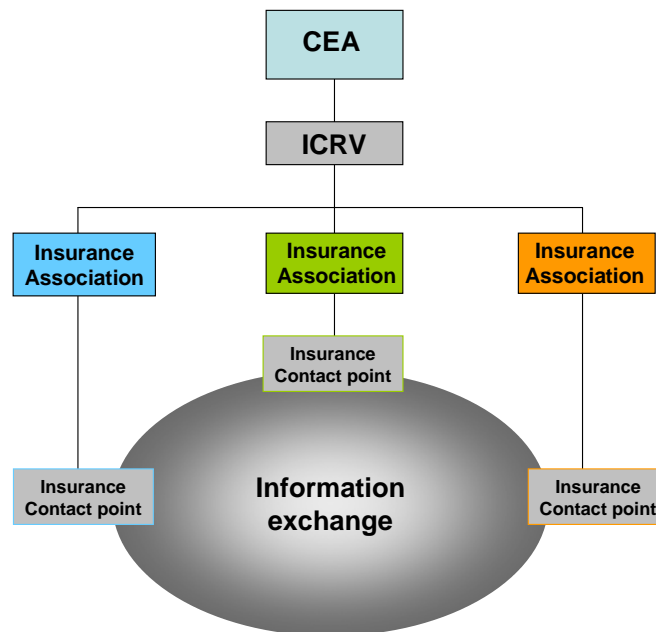 CEA
ICRV
Insurance
Association
Insurance
Association
Insurance
Association
Insurance
Contact point
Insurance
Contact point
Information
exchange
Insurance
Contact point